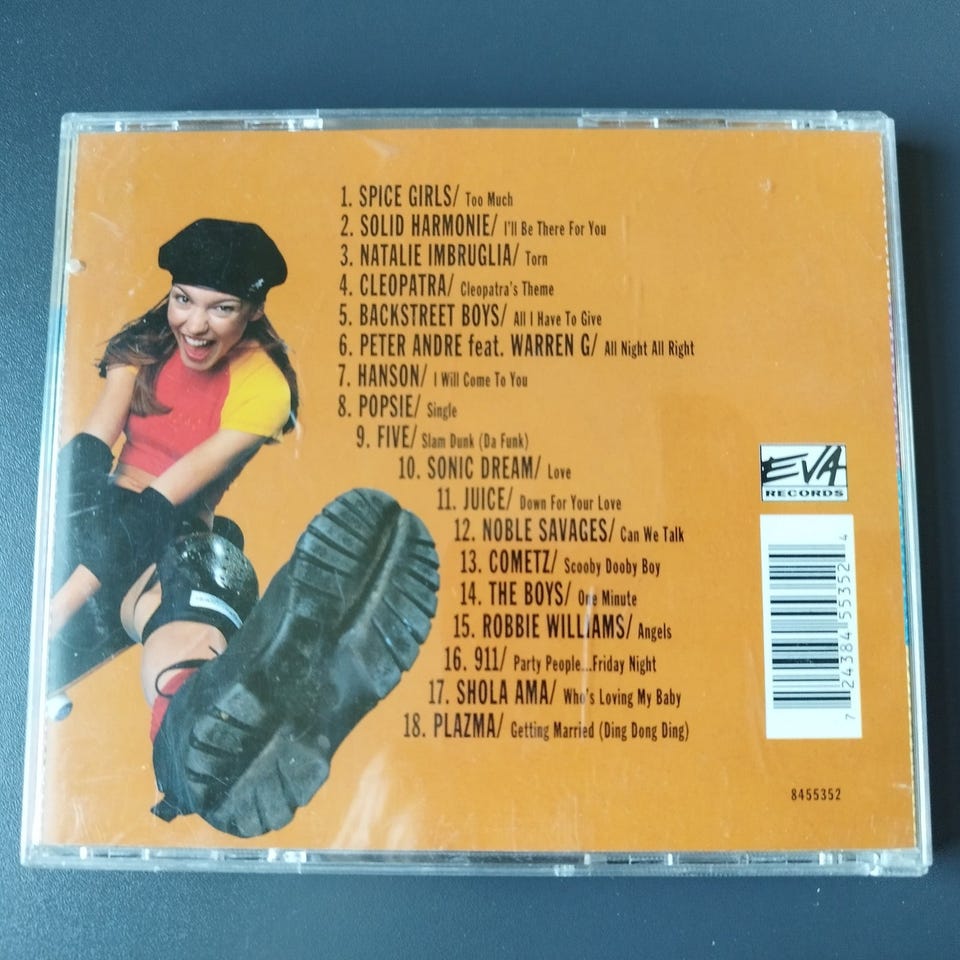 1. SPICE GIRLS/ Too Much
2. SOLID HARMONIE/ I'll Be There For You
3. NATALIE IMBRUGLIA/ Torn
4. CLEOPATRA/ Cleopatra's Theme
5. BACKSTREET BOYS/ All I Have To Give
6. PETER ANDRE feat. WARREN G/ All Night All Right
7. HANSON/ I Will Come To You
8. POPSIE/ Single
9. FIVE/ Slam Dunk (Da Funk)
10. SONIC DREAM/ Love
11. JUICE/ Down For Your Love
12. NOBLE SAVAGES/ Can We Talk
13. COMETZ/ Scooby Dooby Boy
14. THE BOYS/ One Minute
15. ROBBIE WILLIAMS/ Angels
16. 911/ Party People...Friday Night
17. SHOLA AMA/ Who's Loving My Baby
18. PLAZMA/ Getting Married (Ding Dong Ding)
EVA
RECORDS
7 24384 55352 4
8455352